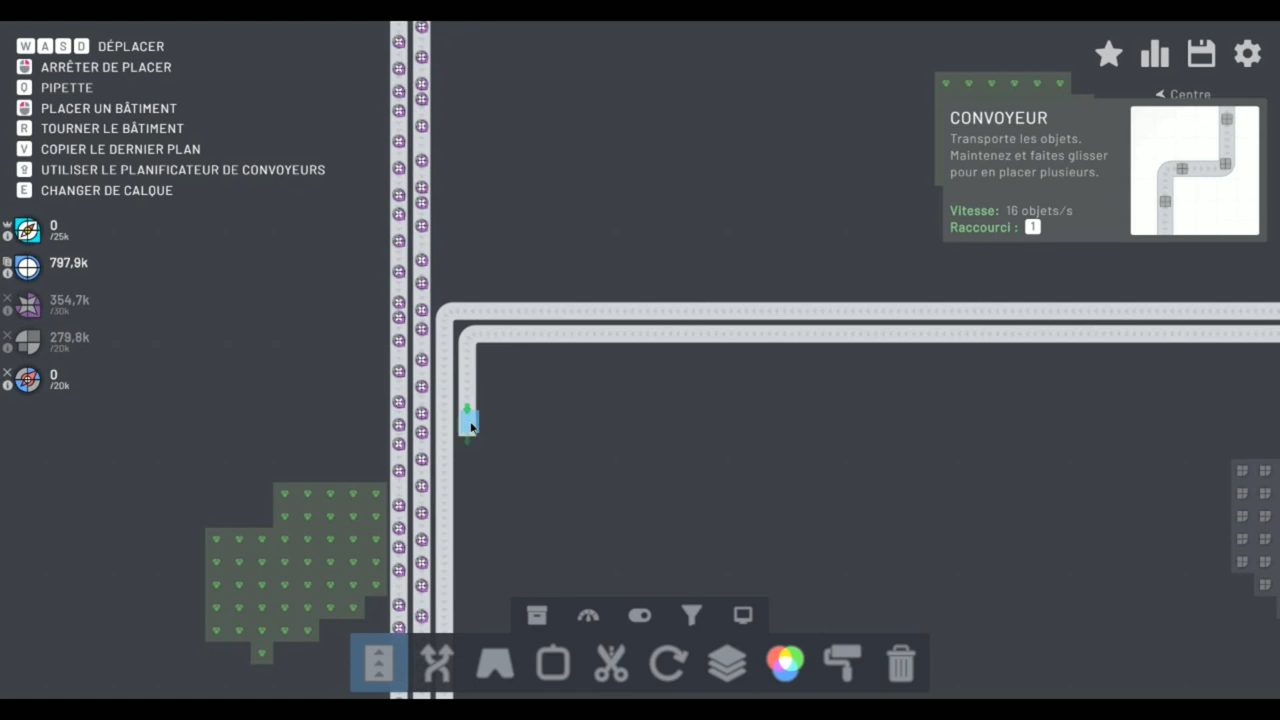 W A S D DÉPLACER
ARRÊTER DE PLACER
Q PIPETTE
PLACER UN BÂTIMENT
R TOURNER LE BÂTIMENT
V COPIER LE DERNIER PLAN
⇧ UTILISER LE PLANIFICATEUR DE CONVOYEURS
E CHANGER DE CALQUE
0
/25k
797,9k
354,7k
/30k
279,8k
/20k
0
/20k
Centre
CONVOYEUR
Transporte les objets.
Maintenez et faites glisser
pour en placer plusieurs.
Vitesse: 16 objets/s
Raccourci : 1